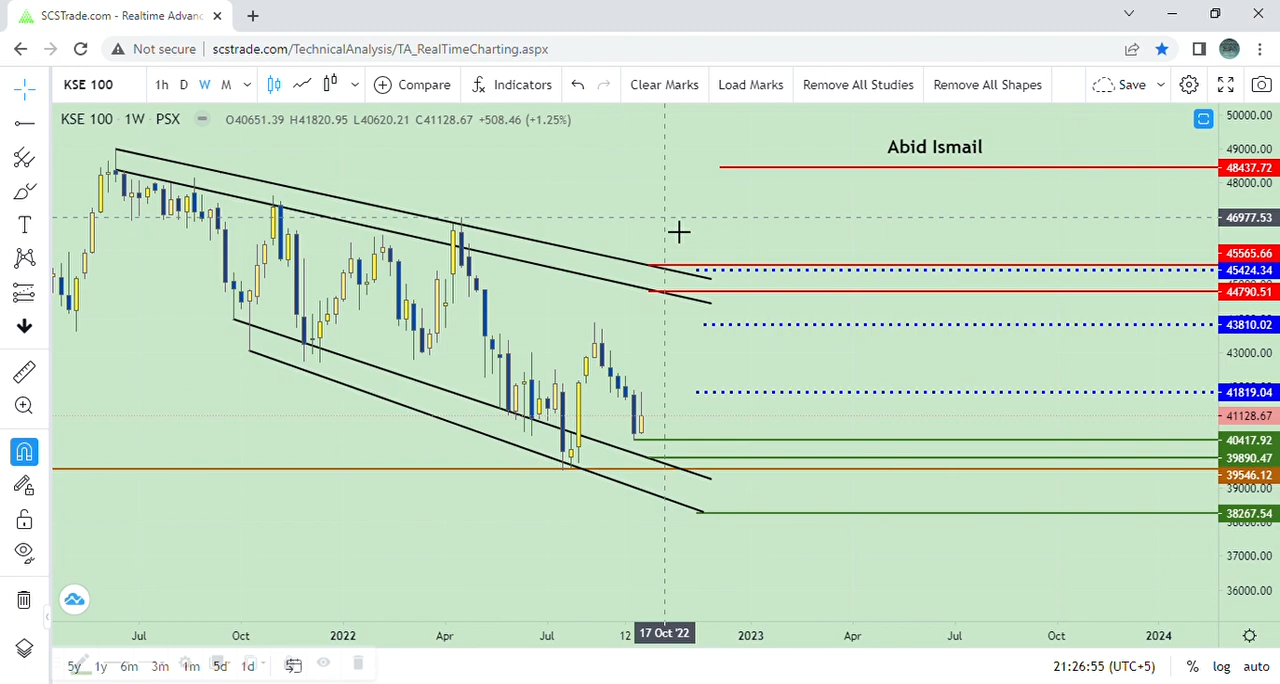 SCSTrade.com - Realtime Advanc
Not secure scstrade.com/TechnicalAnalysis/TA_RealTimeCharting.aspx
KSE 100 1h D W M Compare Indicators Clear Marks Load Marks Remove All Studies Remove All Shapes Save
KSE 100 · 1W · PSX O40651.39 H41820.95 L40620.21 C41128.67 +508.46 (+1.25%)
Abid Ismail
50000.00
49000.00
48437.72
48000.00
46977.53
45565.66
45424.34
44790.51
43810.02
43000.00
41819.04
41128.67
40417.92
39890.47
39546.12
39000.00
38267.54
38000.00
37000.00
36000.00
Jul Oct 2022 Apr Jul 12 17 Oct '22 2023 Apr Jul Oct 2024
5y 1y 6m 3m 1m 5d 1d 21:26:55 (UTC+5) % log auto